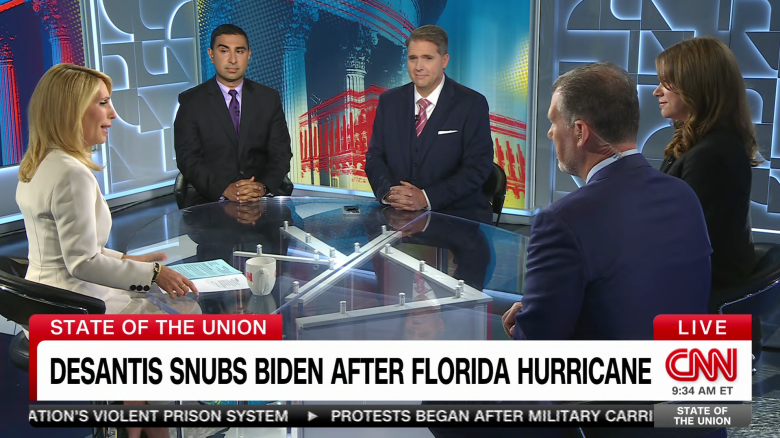 STATE OF THE UNION
LIVE
DESANTIS SNUBS BIDEN AFTER FLORIDA HURRICANE
CNN
9:34 AM ET
ATION'S VIOLENT PRISON SYSTEM ▶ PROTESTS BEGAN AFTER MILITARY CARRI
STATE OF
THE UNION